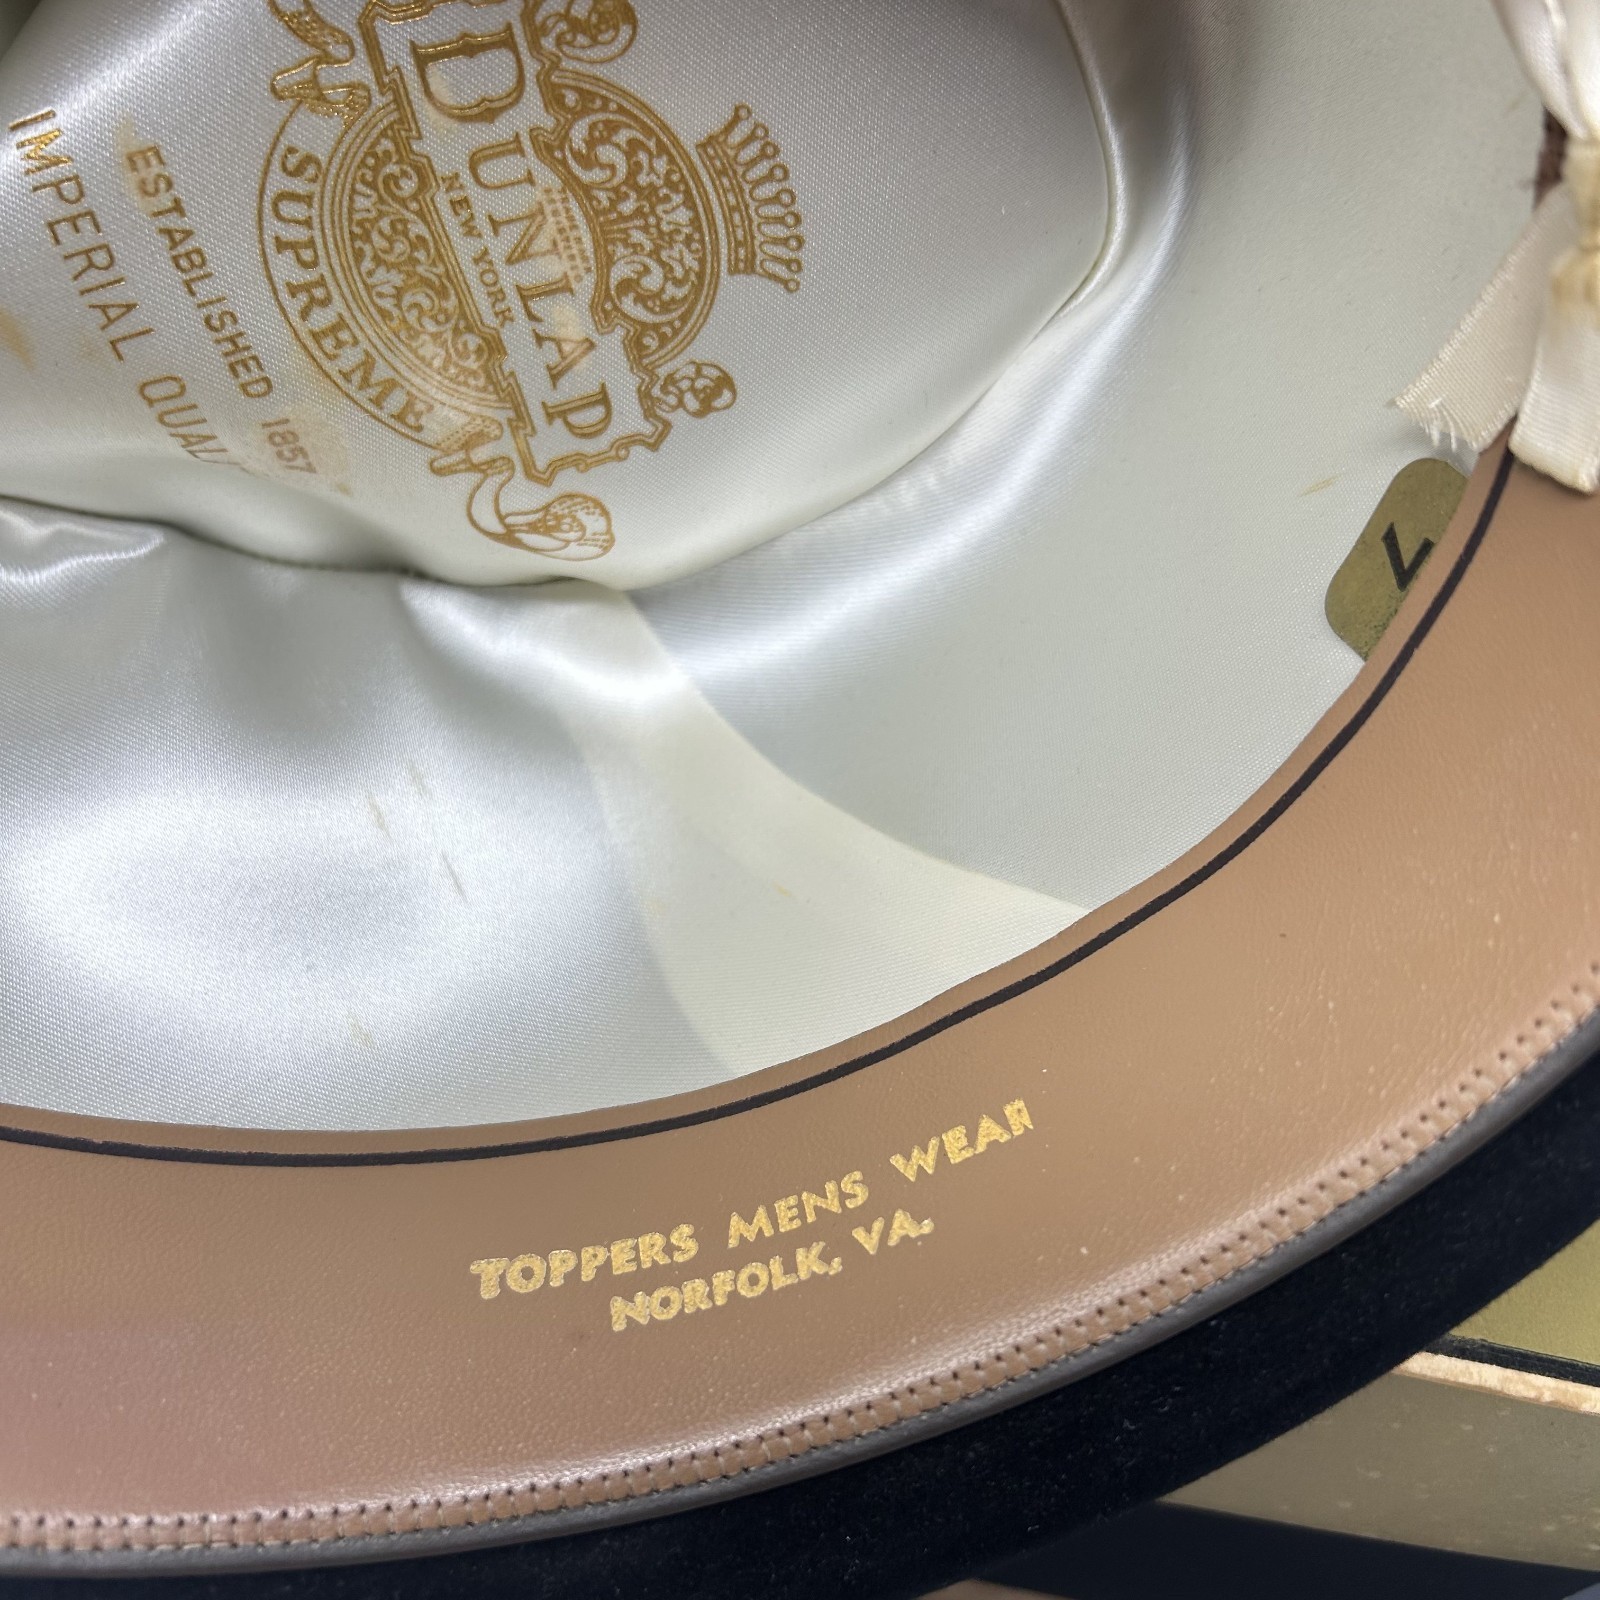 DUNLAP
NEW YORK
SUPREME
ESTABLISHED 1857
IMPERIAL
7
TOPPERS MENS WEAR
NORFOLK, VA.